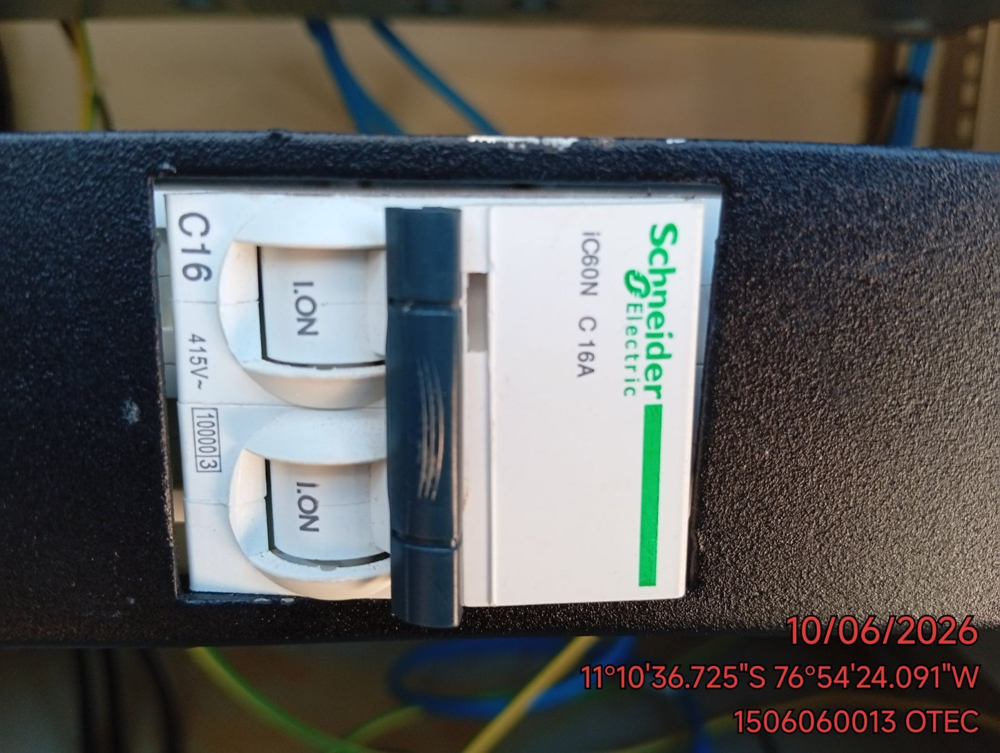 Schneider
Electric
iC60N C 16A
I.ON
I.ON
C16
415V~
10000 3
10/06/2026
11°10'36.725"S 76°54'24.091"W
1506060013 OTEC